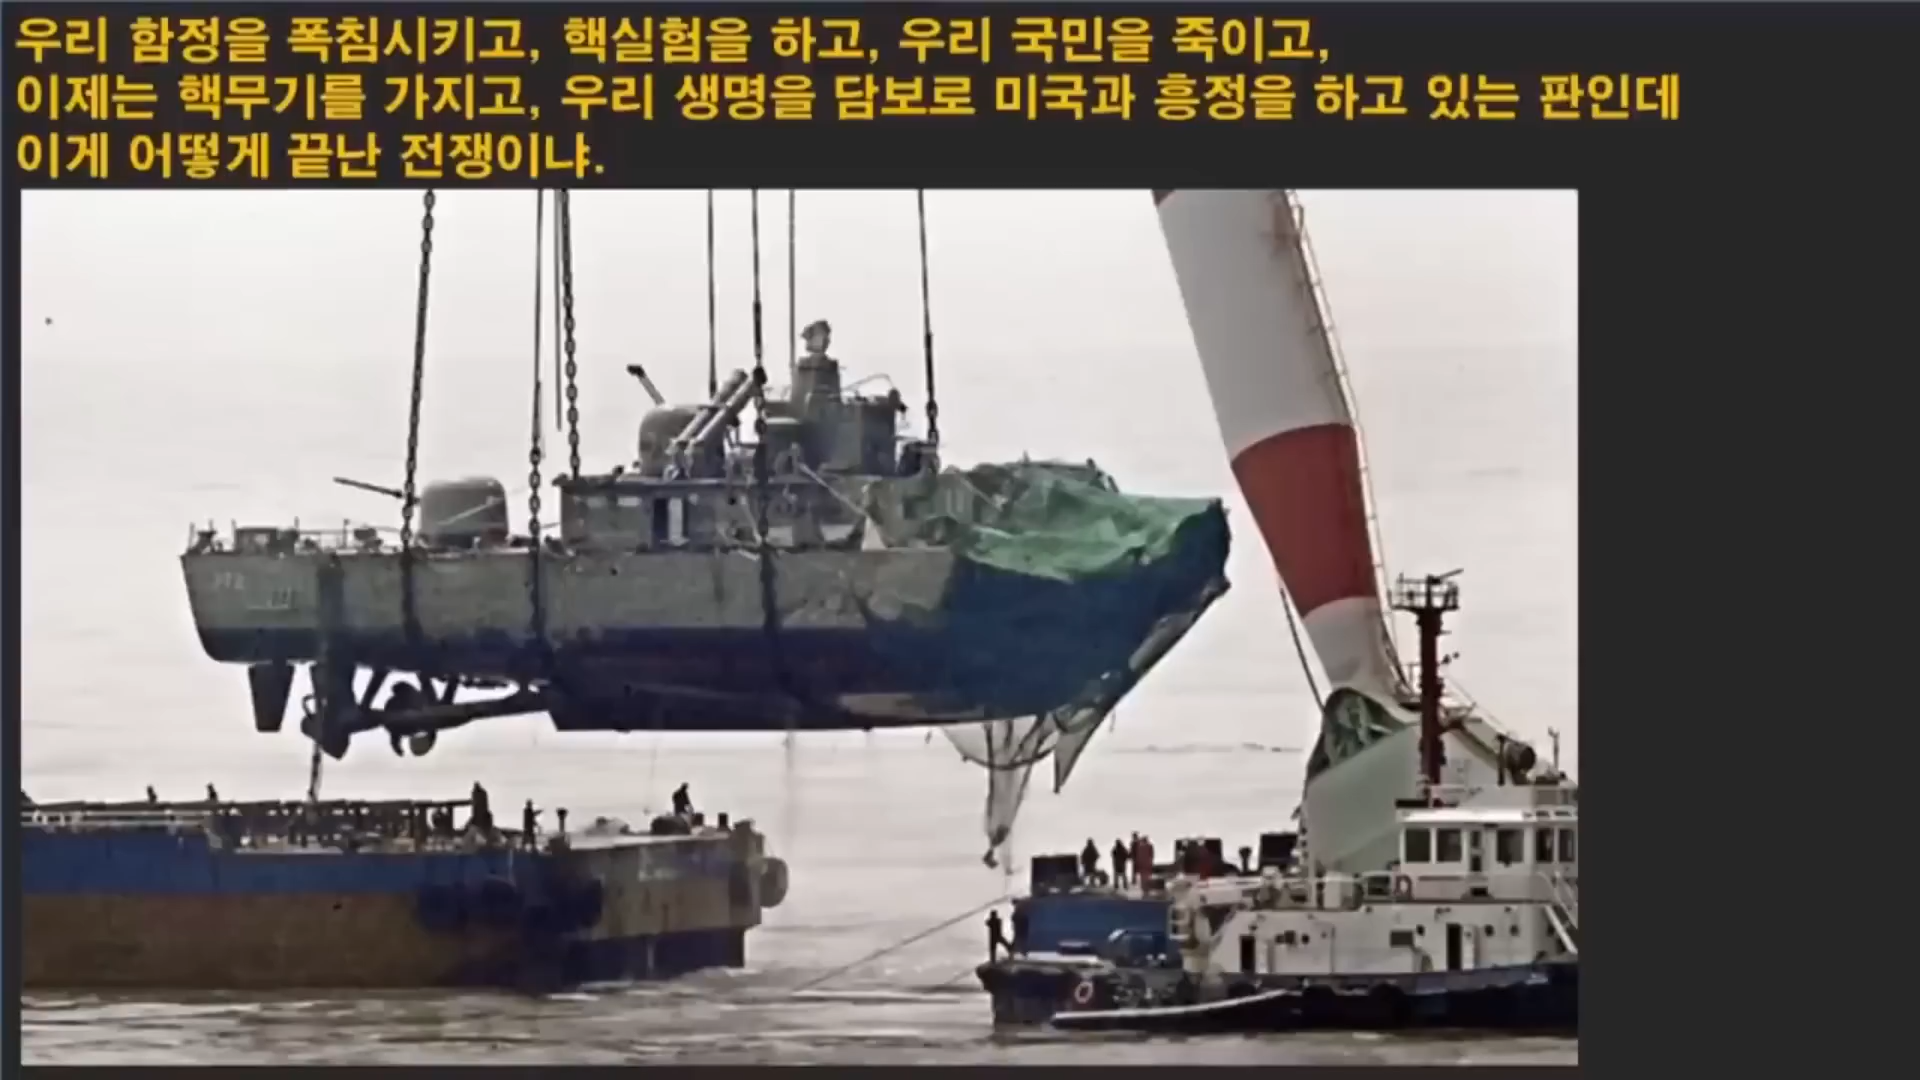 우리 함정을 폭침시키고, 핵실험을 하고, 우리 국민을 죽이고,
이제는 핵무기를 가지고, 우리 생명을 담보로 미국과 흥정을 하고 있는 판인데
이게 어떻게 끝난 전쟁이냐.